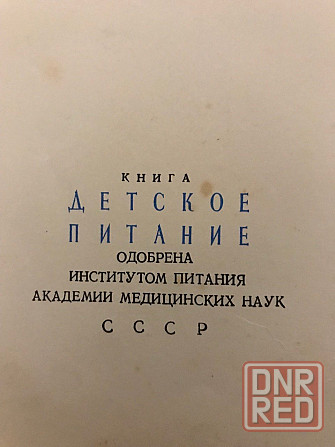 КНИГА
ДЕТСКОЕ
ПИТАНИЕ
ОДОБРЕНА
ИНСТИТУТОМ ПИТАНИЯ
АКАДЕМИИ МЕДИЦИНСКИХ НАУК
СССР
DNR
RED